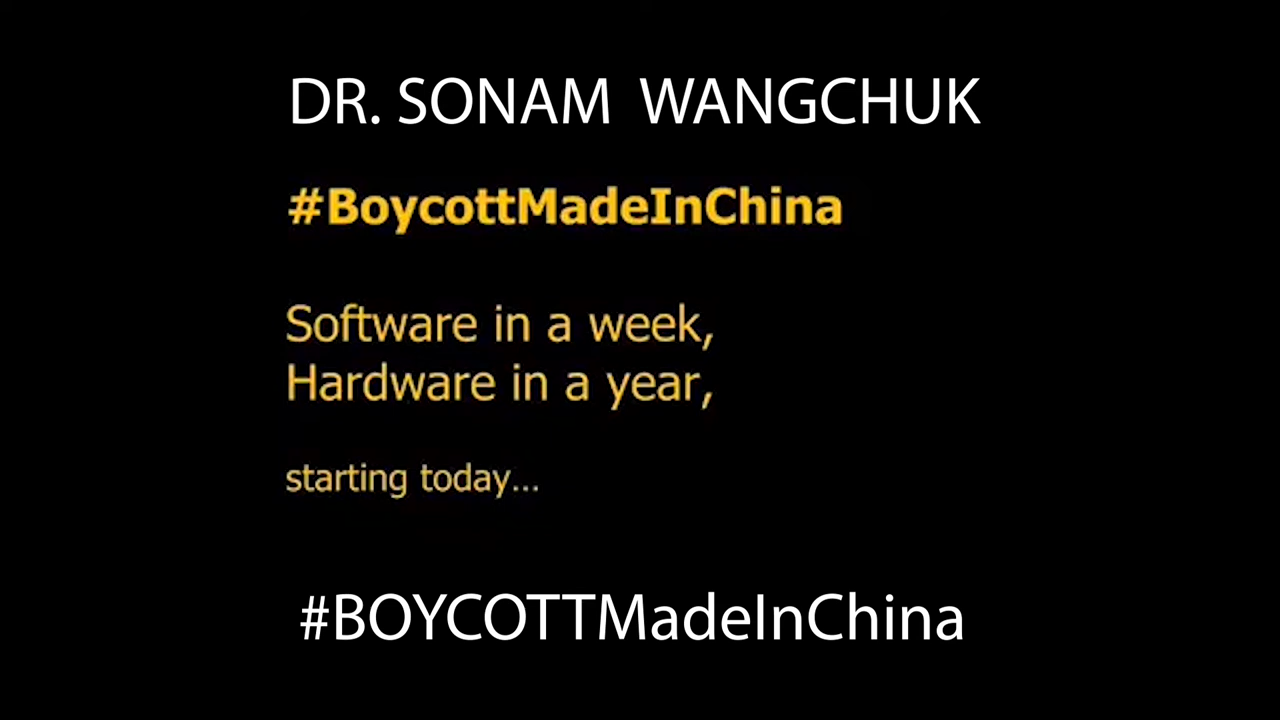 DR. SONAM WANGCHUK
#BoycottMadeInChina
Software in a week,
Hardware in a year,
starting today...
#BOYCOTTMadeInChina